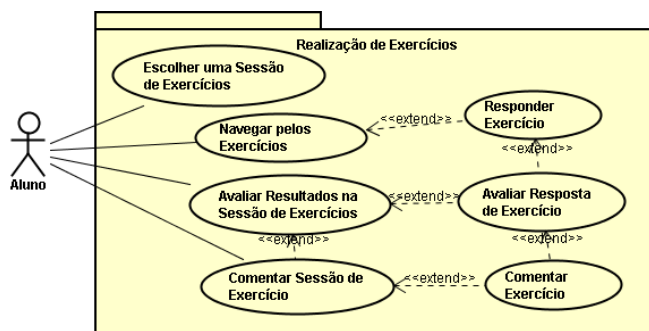 Realização de Exercícios
Escolher uma Sessão
de Exercícios
Aluno
Navegar pelos
Exercícios
<<extend>>
Responder
Exercício
<<extend>>
Avaliar Resultados na
Sessão de Exercícios
<<extend>>
Avaliar Resposta
de Exercício
<<extend>>
<<extend>>
Comentar Sessão de
Exercício
<<extend>>
Comentar
Exercício